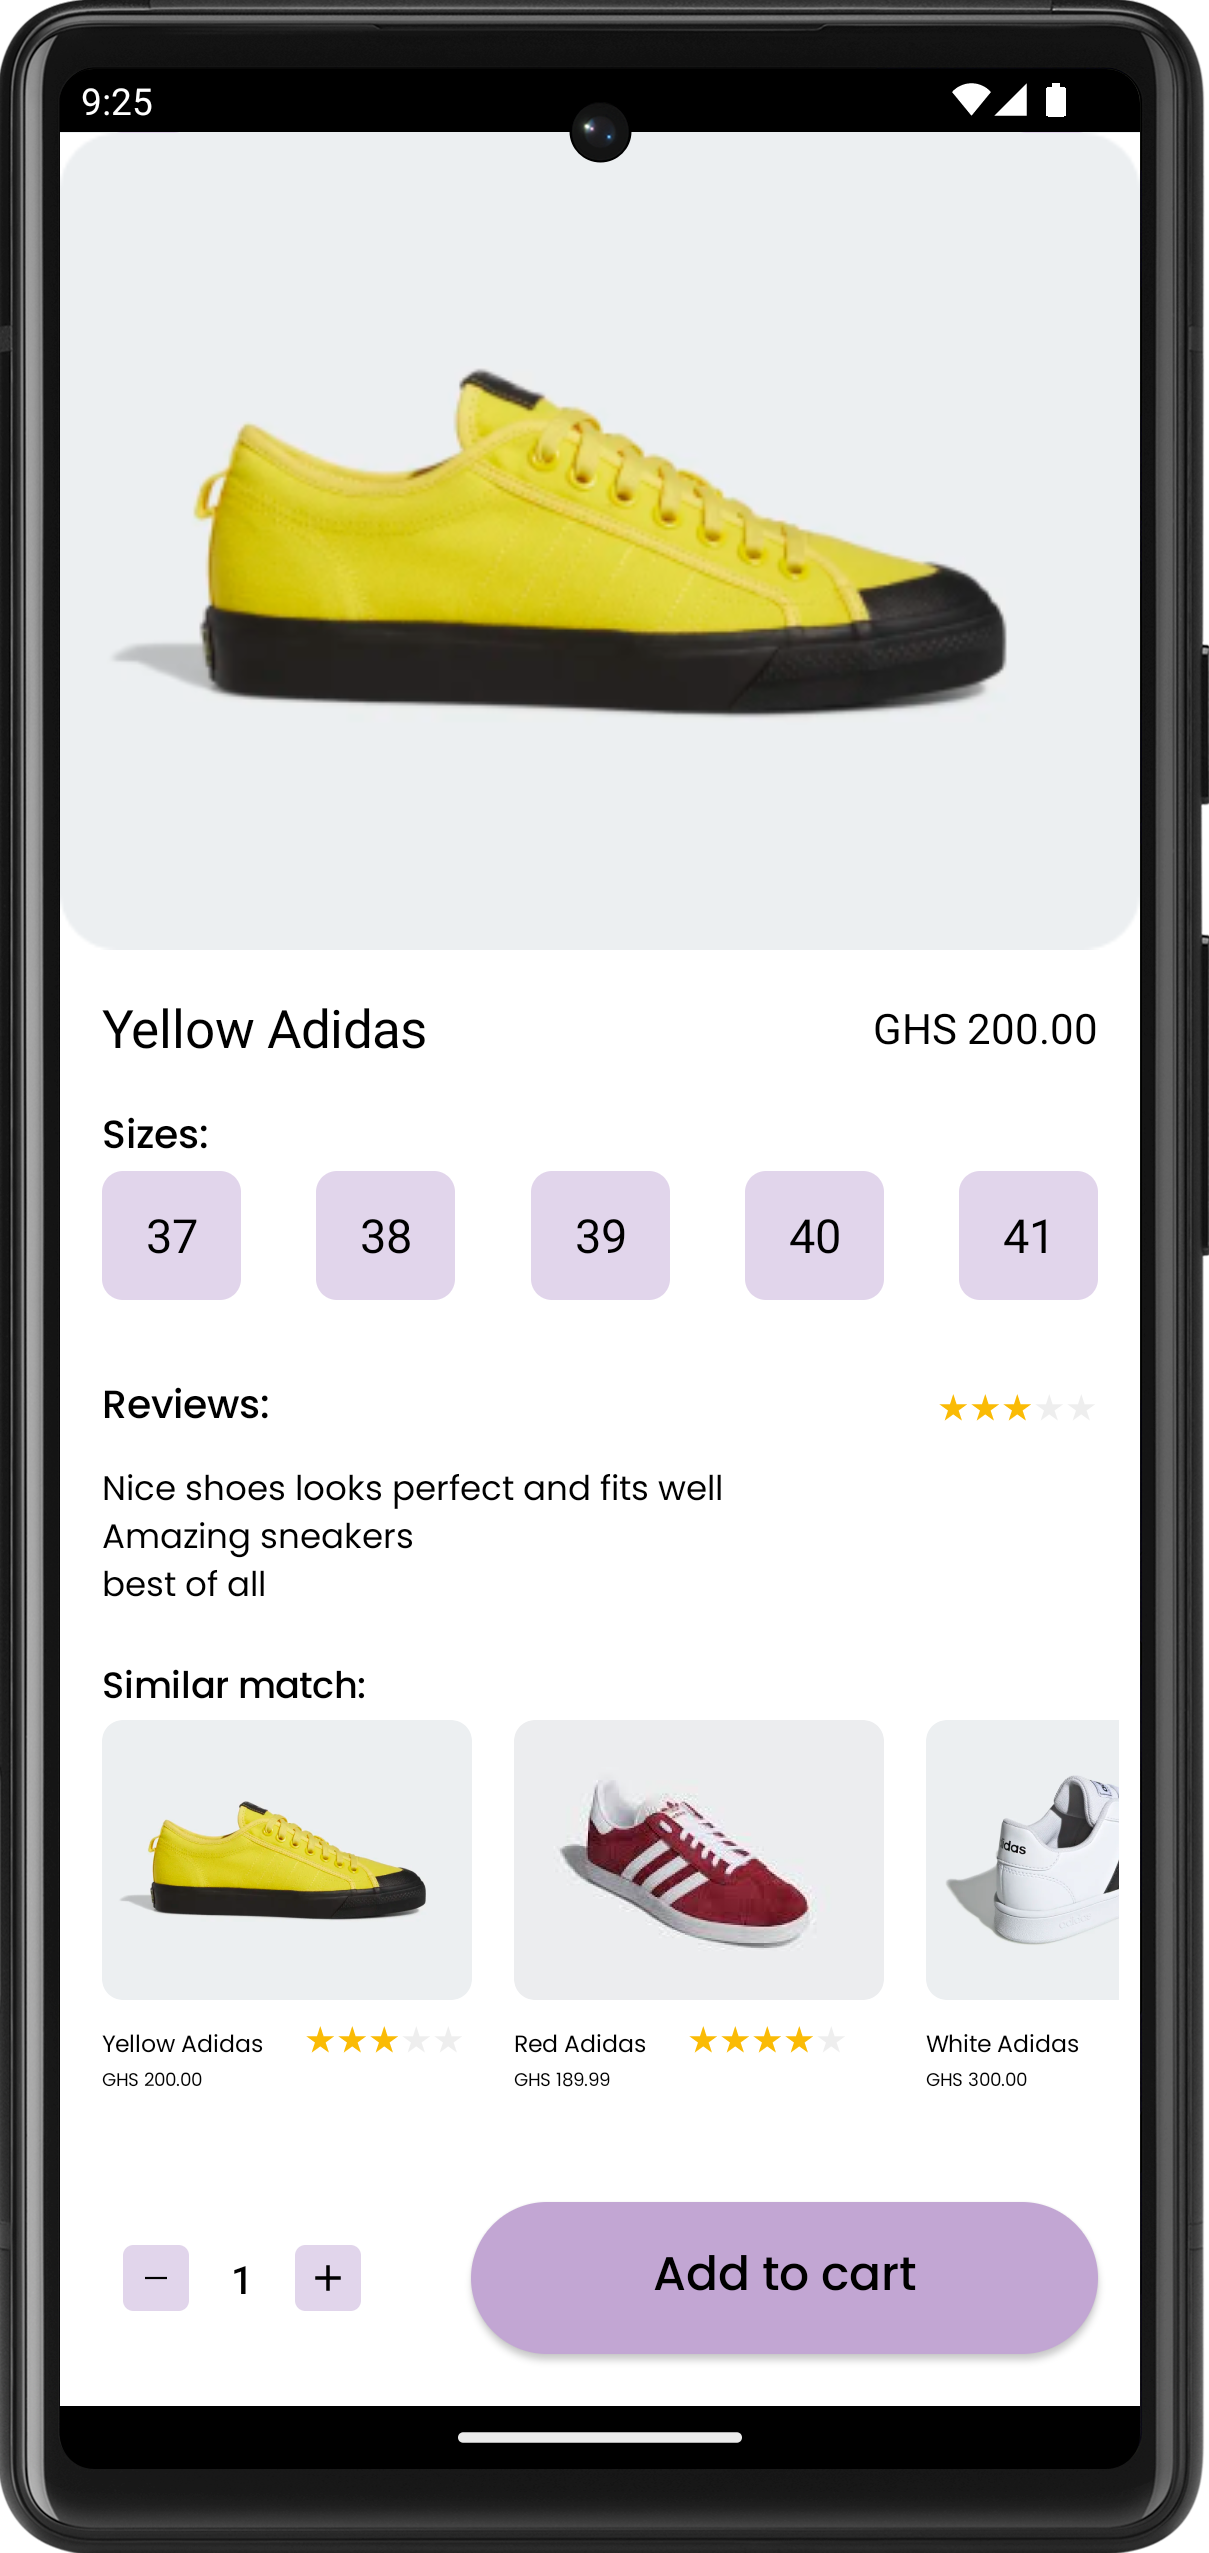 9:25
Yellow Adidas GHS 200.00
Sizes:
37 38 39 40 41
Reviews:
Nice shoes looks perfect and fits well
Amazing sneakers
best of all
Similar match:
Yellow Adidas Red Adidas White Adidas
GHS 200.00 GHS 189.99 GHS 300.00
− 1 + Add to cart